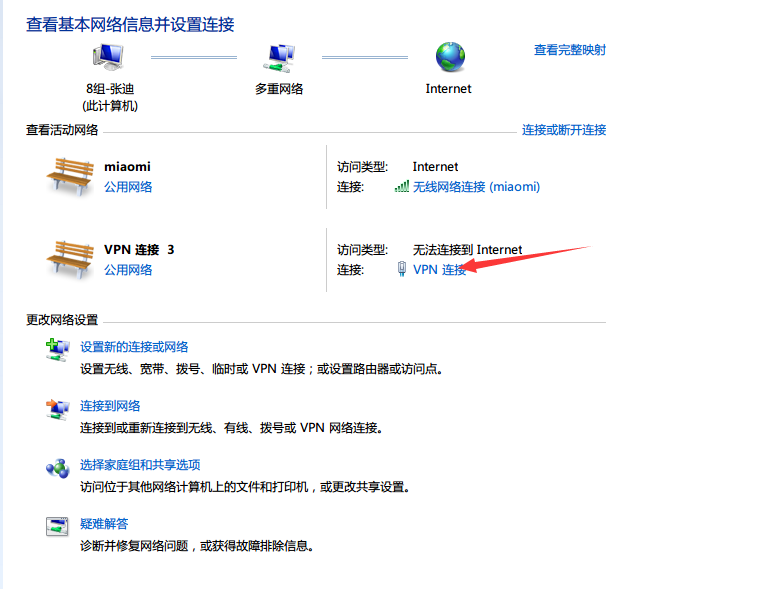 查看基本网络信息并设置连接
查看完整映射
8组-张迪
(此计算机)
多重网络
Internet
查看活动网络
连接或断开连接
miaomi
公用网络
访问类型: Internet
连接: 无线网络连接 (miaomi)
VPN 连接 3
公用网络
访问类型: 无法连接到 Internet
连接: VPN 连接
更改网络设置
设置新的连接或网络
设置无线、宽带、拨号、临时或 VPN 连接；或设置路由器或访问点。
连接到网络
连接到或重新连接到无线、有线、拨号或 VPN 网络连接。
选择家庭组和共享选项
访问位于其他网络计算机上的文件和打印机，或更改共享设置。
疑难解答
诊断并修复网络问题，或获得故障排除信息。